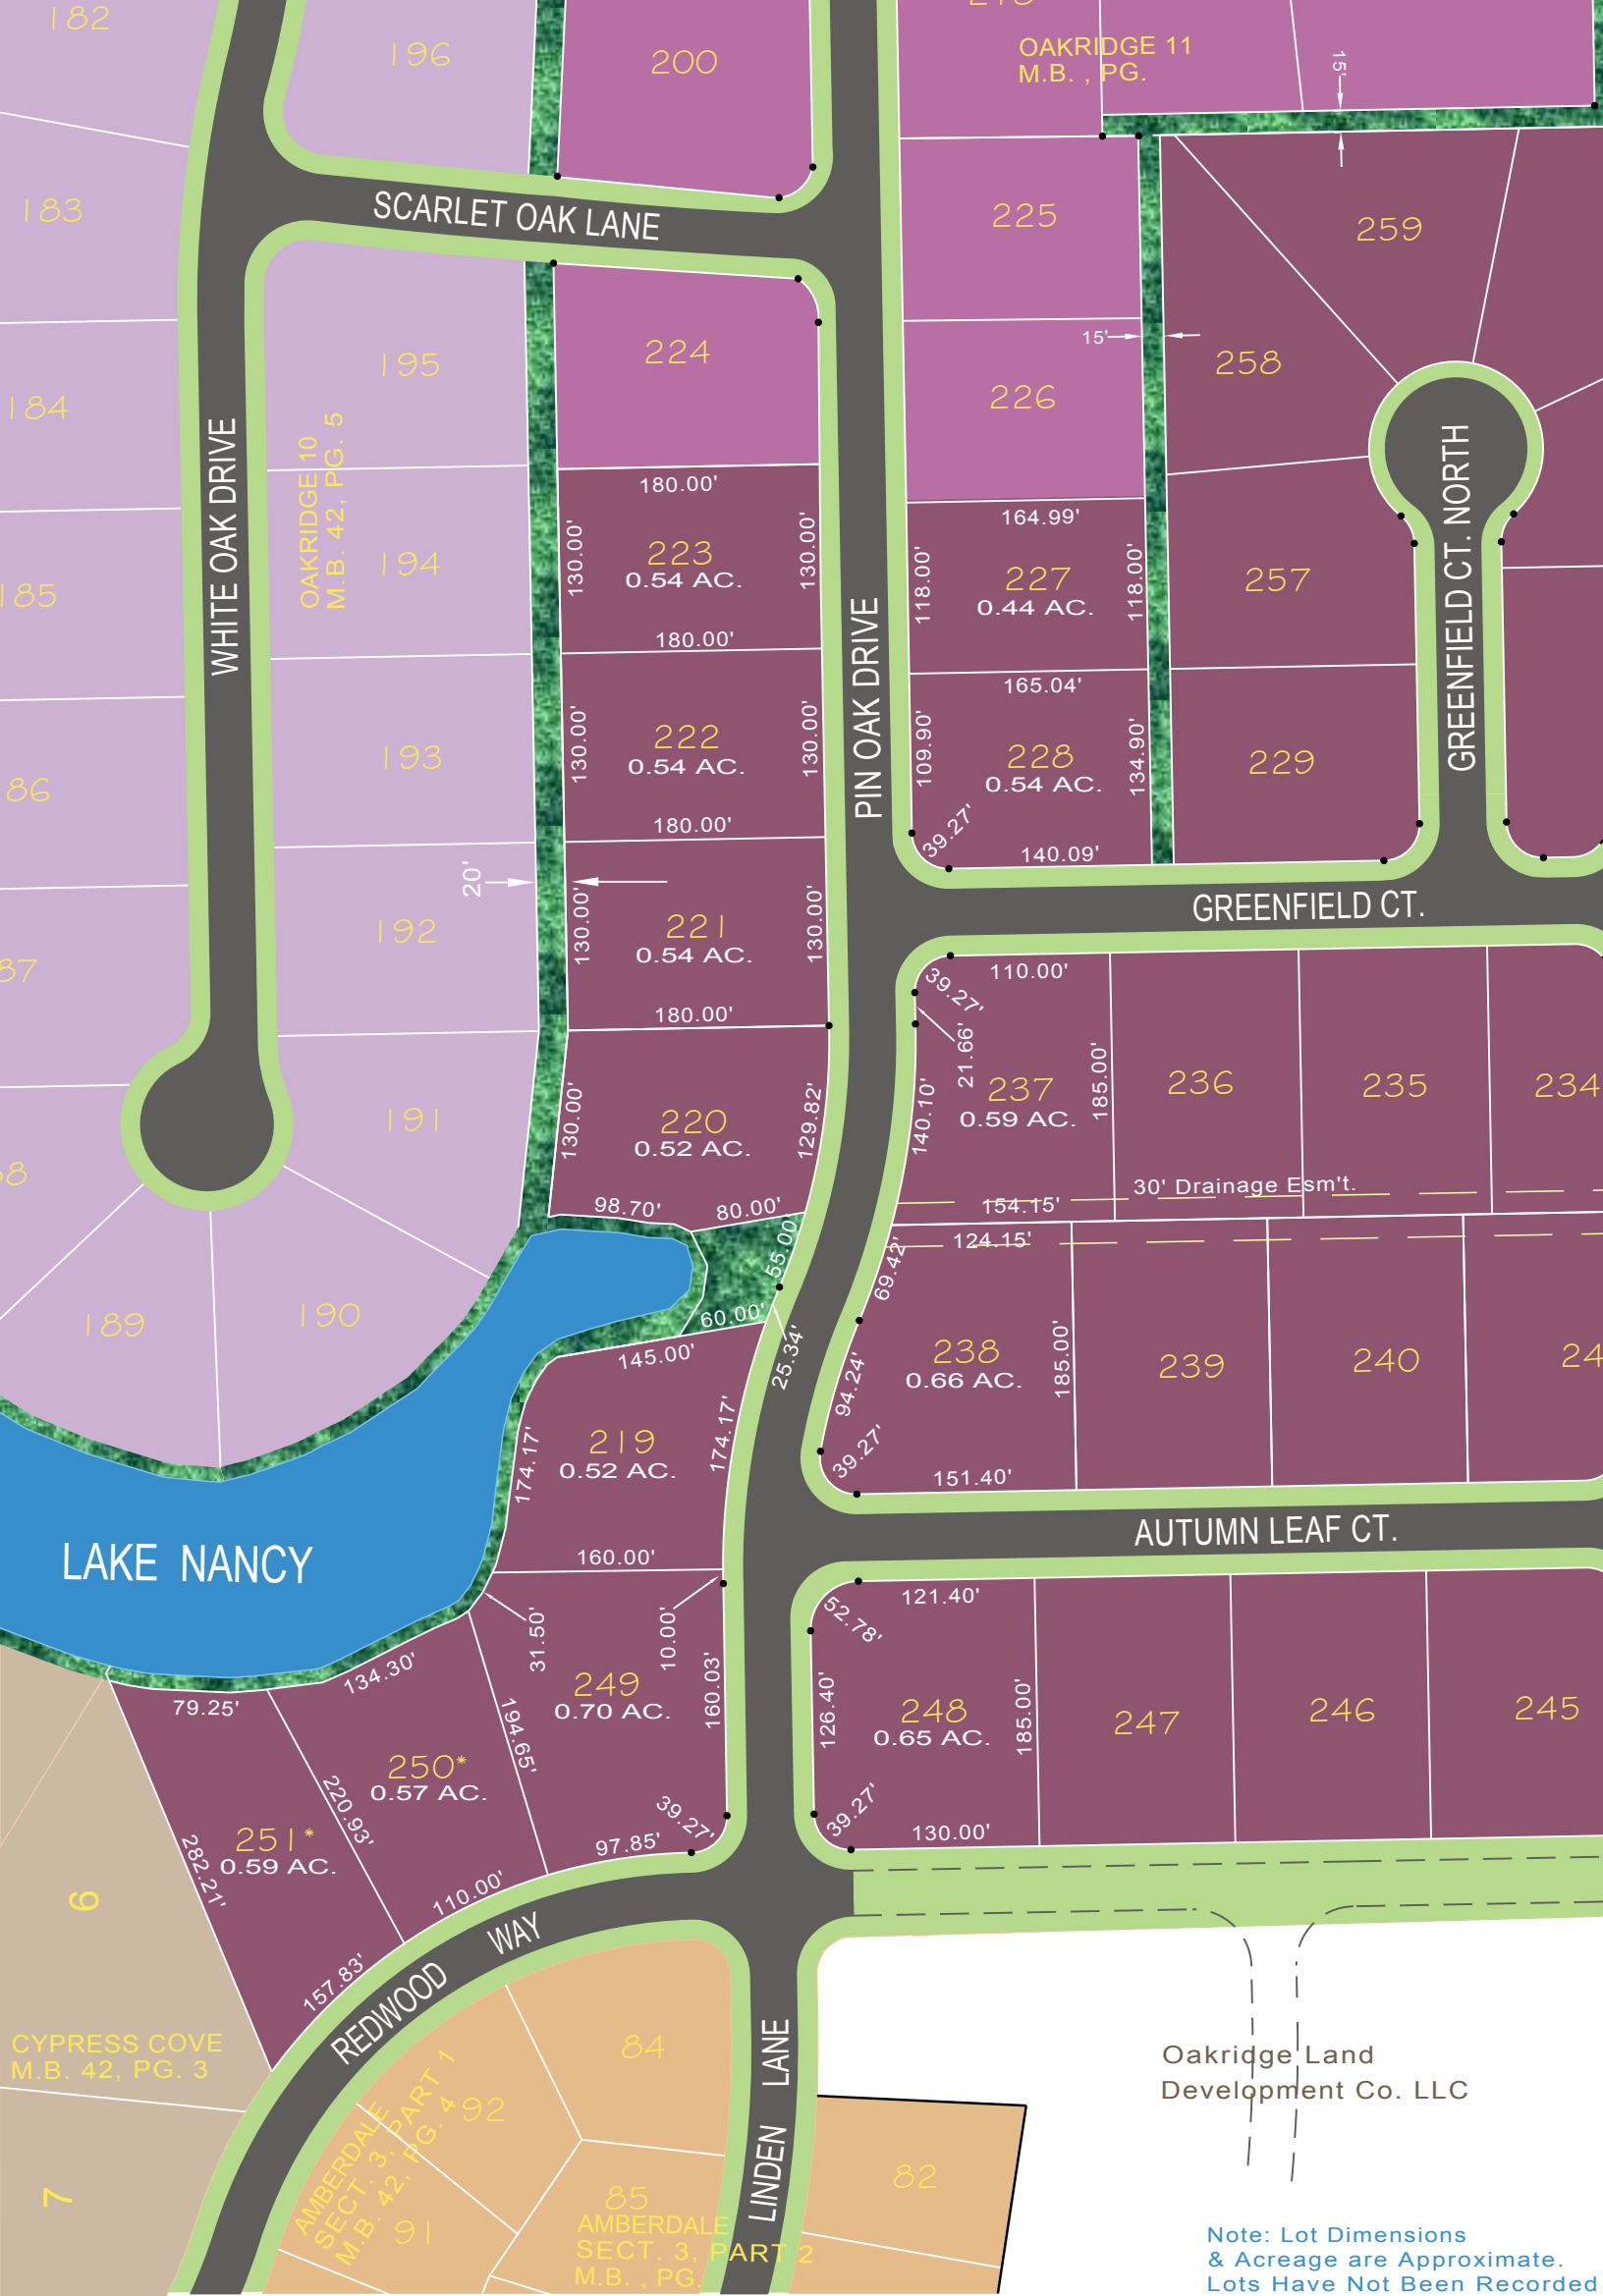 182
196
200
OAKRIDGE 11
M.B. , PG.
15'
183
SCARLET OAK LANE
225
259
195
224
15'
258
184
226
WHITE OAK DRIVE
OAKRIDGE 10
M.B. 42, PG. 5
180.00'
164.99'
194
130.00'
223
0.54 AC.
130.00'
118.00'
227
0.44 AC.
118.00'
257
GREENFIELD CT. NORTH
185
180.00'
PIN OAK DRIVE
165.04'
193
130.00'
222
0.54 AC.
130.00'
109.90'
228
0.54 AC.
134.90'
229
86
180.00'
39.27'
140.09'
20'
192
130.00'
221
0.54 AC.
130.00'
GREENFIELD CT.
87
180.00'
39.27'
110.00'
21.66'
191
130.00'
220
0.52 AC.
129.82'
140.10'
237
0.59 AC.
185.00'
236
235
234
98.70'
80.00'
154.15'
30' Drainage Esm't.
124.15'
55.00'
69.42'
189
190
60.00'
145.00'
25.34'
94.24'
238
0.66 AC.
185.00'
239
240
24
174.17'
219
0.52 AC.
174.17'
39.27'
151.40'
LAKE NANCY
160.00'
AUTUMN LEAF CT.
31.50'
10.00'
52.78'
121.40'
134.30'
79.25'
194.65'
249
0.70 AC.
160.03'
126.40'
248
0.65 AC.
185.00'
247
246
245
250*
0.57 AC.
220.93'
251*
0.59 AC.
282.21'
39.27'
97.85'
39.27'
130.00'
110.00'
157.83'
6
REDWOOD WAY
CYPRESS COVE
M.B. 42, PG. 3
84
LINDEN LANE
Oakridge Land
Development Co. LLC
AMBERDALE
SECT. 3, PART 1
M.B. 42, PG. 4
92
7
91
85
82
AMBERDALE
SECT. 3, PART 2
M.B. , PG.
Note: Lot Dimensions
& Acreage are Approximate.
Lots Have Not Been Recorded